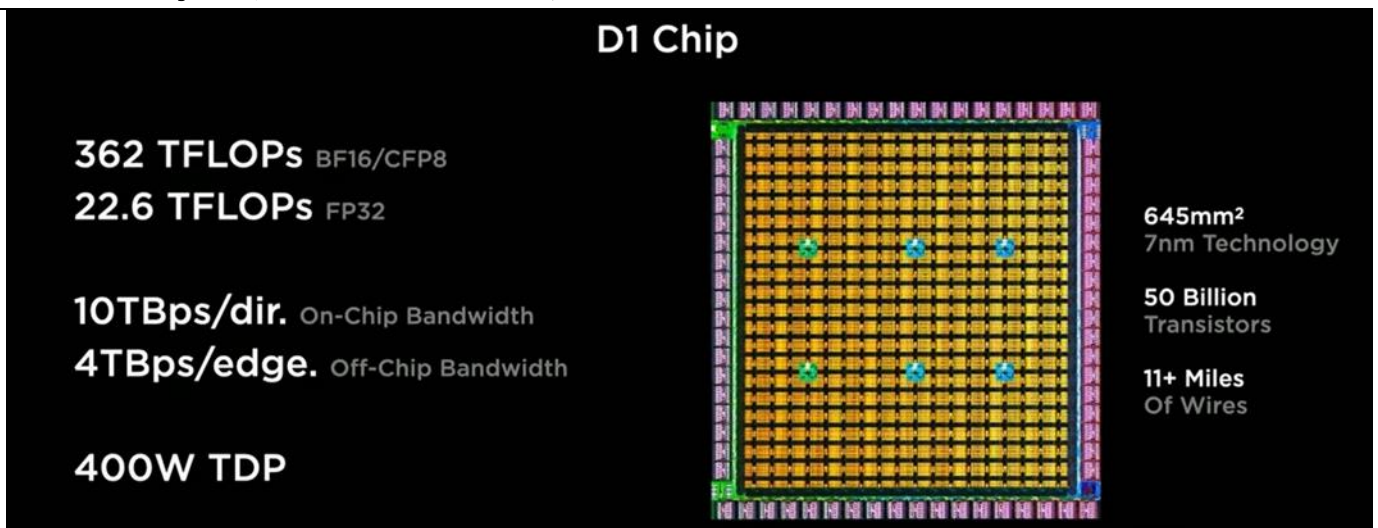 D1 Chip
362 TFLOPs BF16/CFP8
22.6 TFLOPs FP32
10TBps/dir. On-Chip Bandwidth
4TBps/edge. Off-Chip Bandwidth
400W TDP
645mm²
7nm Technology
50 Billion
Transistors
11+ Miles
Of Wires